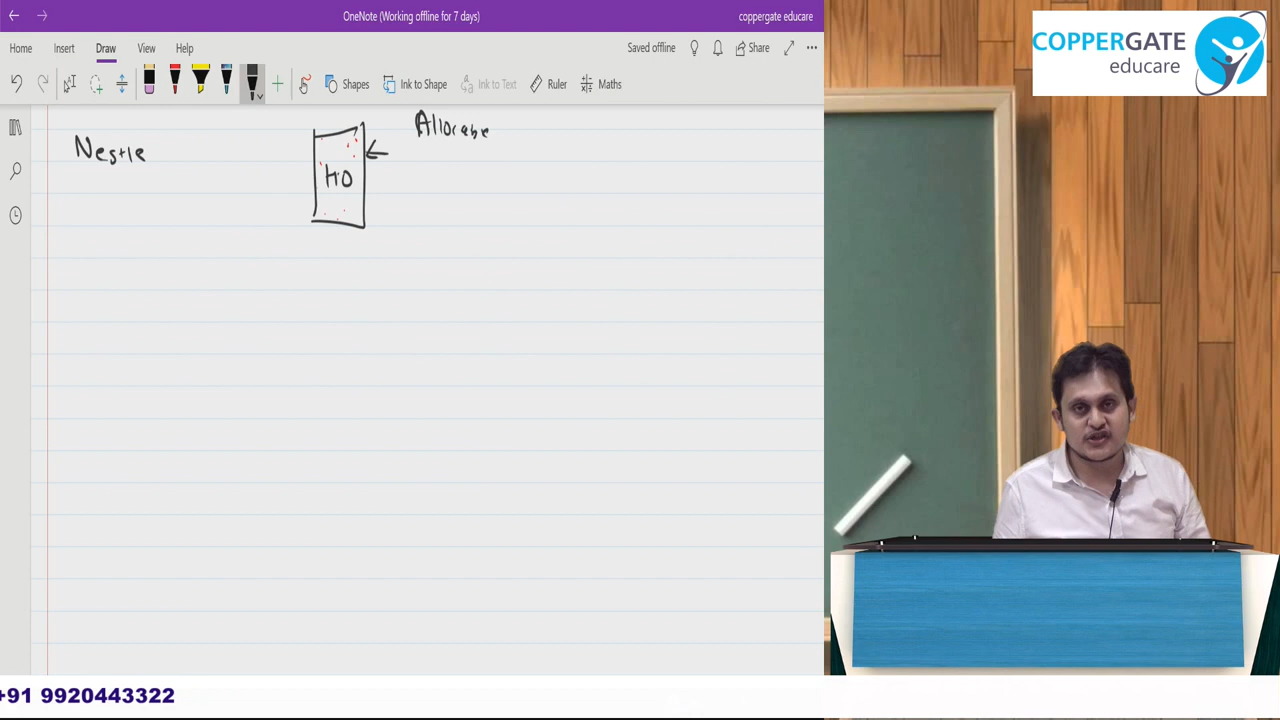 OneNote (Working offline for 7 days)
coppergate educare
Home Insert Draw View Help
Saved offline
Share
Shapes
Ink to Shape
Ink to Text
Ruler
Maths
COPPERGATE
educare
Nestle
HO
Allocabe
+91 9920443322